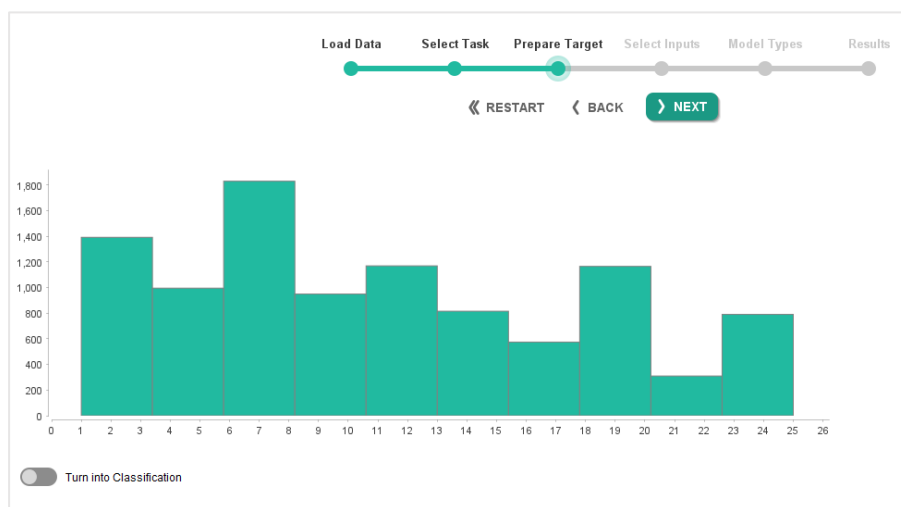 Load Data Select Task Prepare Target Select Inputs Model Types Results
RESTART BACK NEXT
1,800
1,600
1,400
1,200
1,000
800
600
400
200
0
0 1 2 3 4 5 6 7 8 9 10 11 12 13 14 15 16 17 18 19 20 21 22 23 24 25 26
Turn into Classification